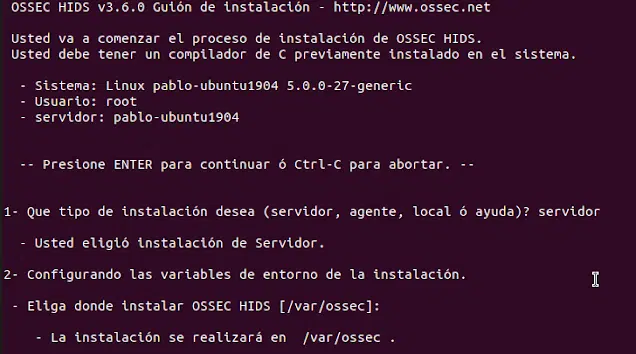 OSSEC HIDS v3.6.0 Guión de instalación - http://www.ossec.net
Usted va a comenzar el proceso de instalación de OSSEC HIDS.
Usted debe tener un compilador de C previamente instalado en el sistema.
- Sistema: Linux pablo-ubuntu1904 5.0.0-27-generic
- Usuario: root
- servidor: pablo-ubuntu1904
-- Presione ENTER para continuar ó Ctrl-C para abortar. --
1- Que tipo de instalación desea (servidor, agente, local ó ayuda)? servidor
- Usted eligió instalación de Servidor.
2- Configurando las variables de entorno de la instalación.
- Eliga donde instalar OSSEC HIDS [/var/ossec]:
- La instalación se realizará en  /var/ossec .